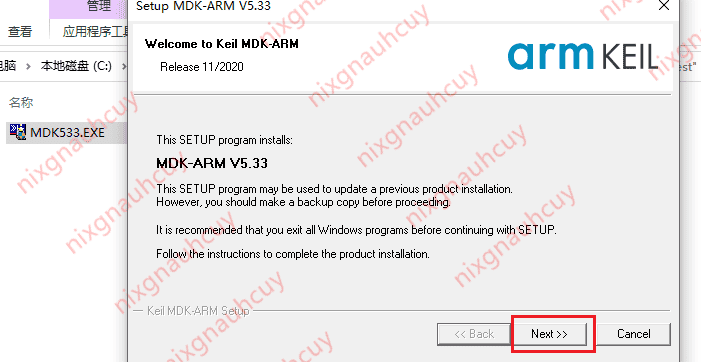 管理
查看
应用程序工具
电脑
本地磁盘 (C:)
est"
名称
MDK533.EXE
Setup MDK-ARM V5.33
Welcome to Keil MDK-ARM
Release 11/2020
arm KEIL
This SETUP program installs:
MDK-ARM V5.33
This SETUP program may be used to update a previous product installation.
However, you should make a backup copy before proceeding.
It is recommended that you exit all Windows programs before continuing with SETUP.
Follow the instructions to complete the product installation.
Keil MDK-ARM Setup
<< Back
Next >>
Cancel
nixgnauhcuy
nixgnauhcuy
nixgnauhcuy
nixgnauhcuy
nixgnauhcuy
nixgnauhcuy
nixgnauhcuy
nixgnauhcuy
nixgnauhcuy